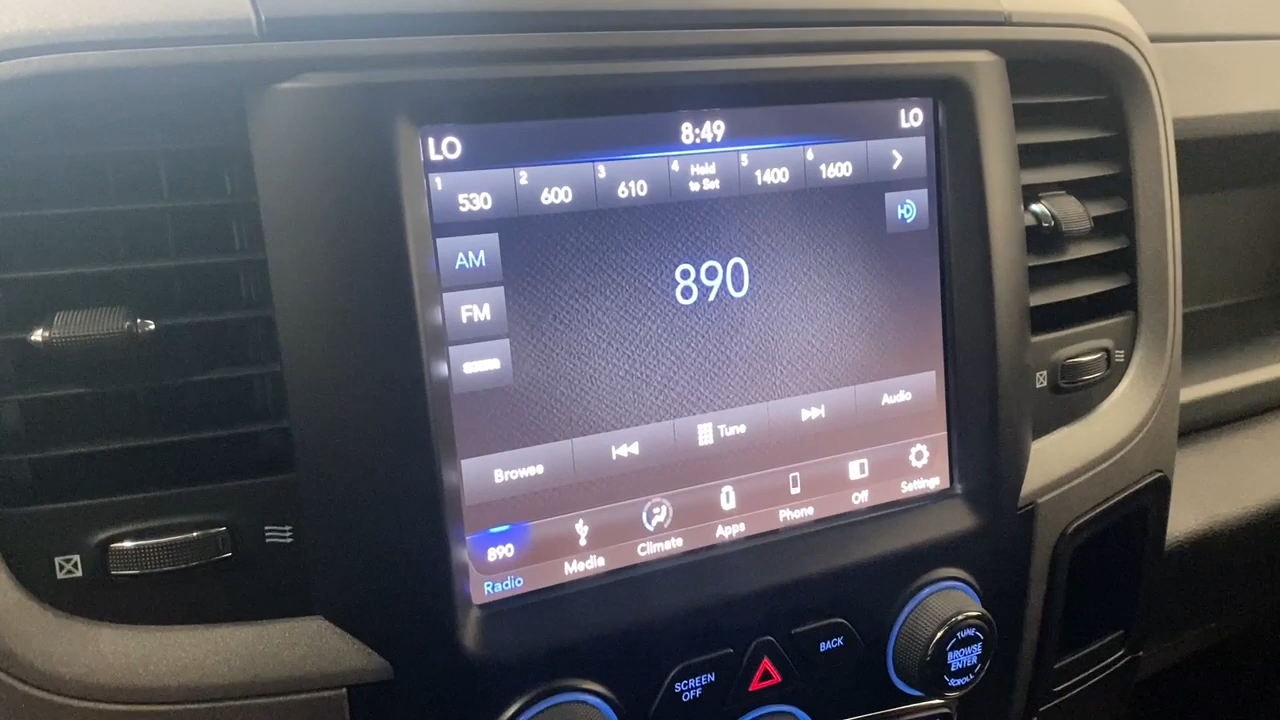 LO 8:49 LO
1 530 2 600 3 610 4 Hold to Set 5 1400 6 1600
AM
890
FM
Browse Tune Audio
890
Radio Media Climate Apps Phone Off Settings
SCREEN OFF
BACK
TUNE
BROWSE
ENTER
SCROLL